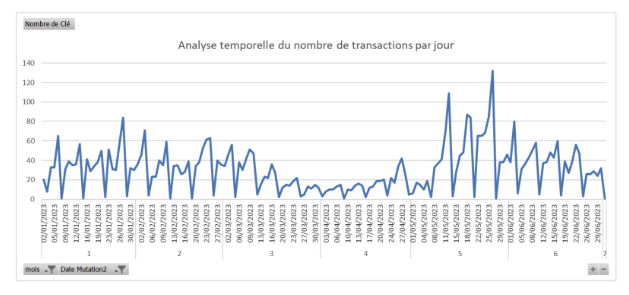 Nombre de Clé
Analyse temporelle du nombre de transactions par jour
140
120
100
80
60
40
20
0
02/01/2023 05/01/2023 09/01/2023 12/01/2023 16/01/2023 19/01/2023 23/01/2023 26/01/2023 30/01/2023 02/02/2023 06/02/2023 09/02/2023 13/02/2023 16/02/2023 20/02/2023 23/02/2023 27/02/2023 02/03/2023 06/03/2023 09/03/2023 13/03/2023 16/03/2023 20/03/2023 23/03/2023 27/03/2023 30/03/2023 03/04/2023 06/04/2023 10/04/2023 13/04/2023 17/04/2023 20/04/2023 24/04/2023 27/04/2023 01/05/2023 04/05/2023 08/05/2023 11/05/2023 15/05/2023 18/05/2023 22/05/2023 25/05/2023 29/05/2023 01/06/2023 05/06/2023 08/06/2023 12/06/2023 15/06/2023 19/06/2023 22/06/2023 26/06/2023 29/06/2023
1 2 3 4 5 6 7
mois Date Mutation2 + −